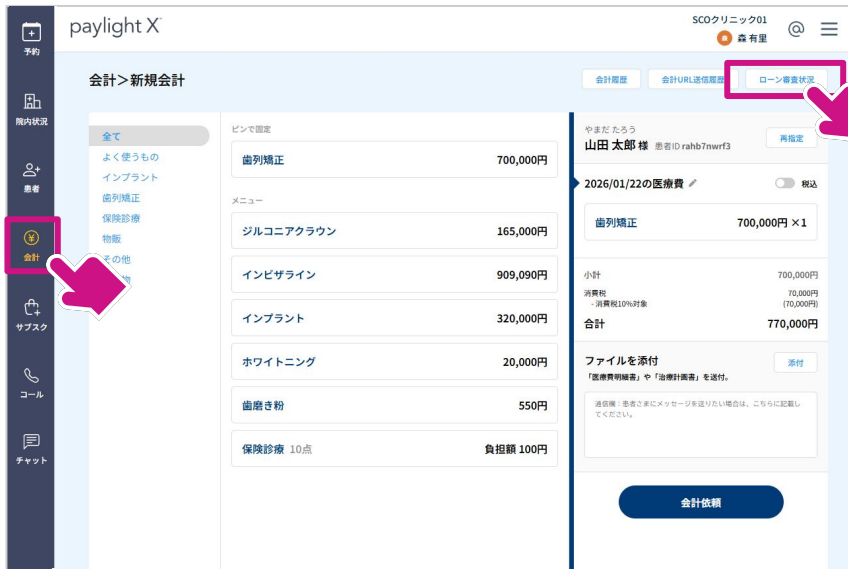 paylight X
SCOクリニック01
森 森 有里
予約
院内状況
患者
会計
サブスク
コール
チャット
会計＞新規会計
会計履歴
会計URL送信履歴
ローン審査状況
全て
よく使うもの
インプラント
歯列矯正
保険診療
物販
その他
物
ピンで固定
歯列矯正 700,000円
メニュー
ジルコニアクラウン 165,000円
インビザライン 909,090円
インプラント 320,000円
ホワイトニング 20,000円
歯磨き粉 550円
保険診療 10点 負担額 100円
やまだ たろう
山田 太郎 様 患者ID rahb7nwrf3
再指定
2026/01/22の医療費
税込
歯列矯正 700,000円 ×1
小計 700,000円
消費税 70,000円
- 消費税10%対象 (70,000円)
合計 770,000円
ファイルを添付
添付
「医療費明細書」や「治療計画書」を送付。
通信欄：患者さまにメッセージを送りたい場合は、こちらに記載し
てください。
会計依頼